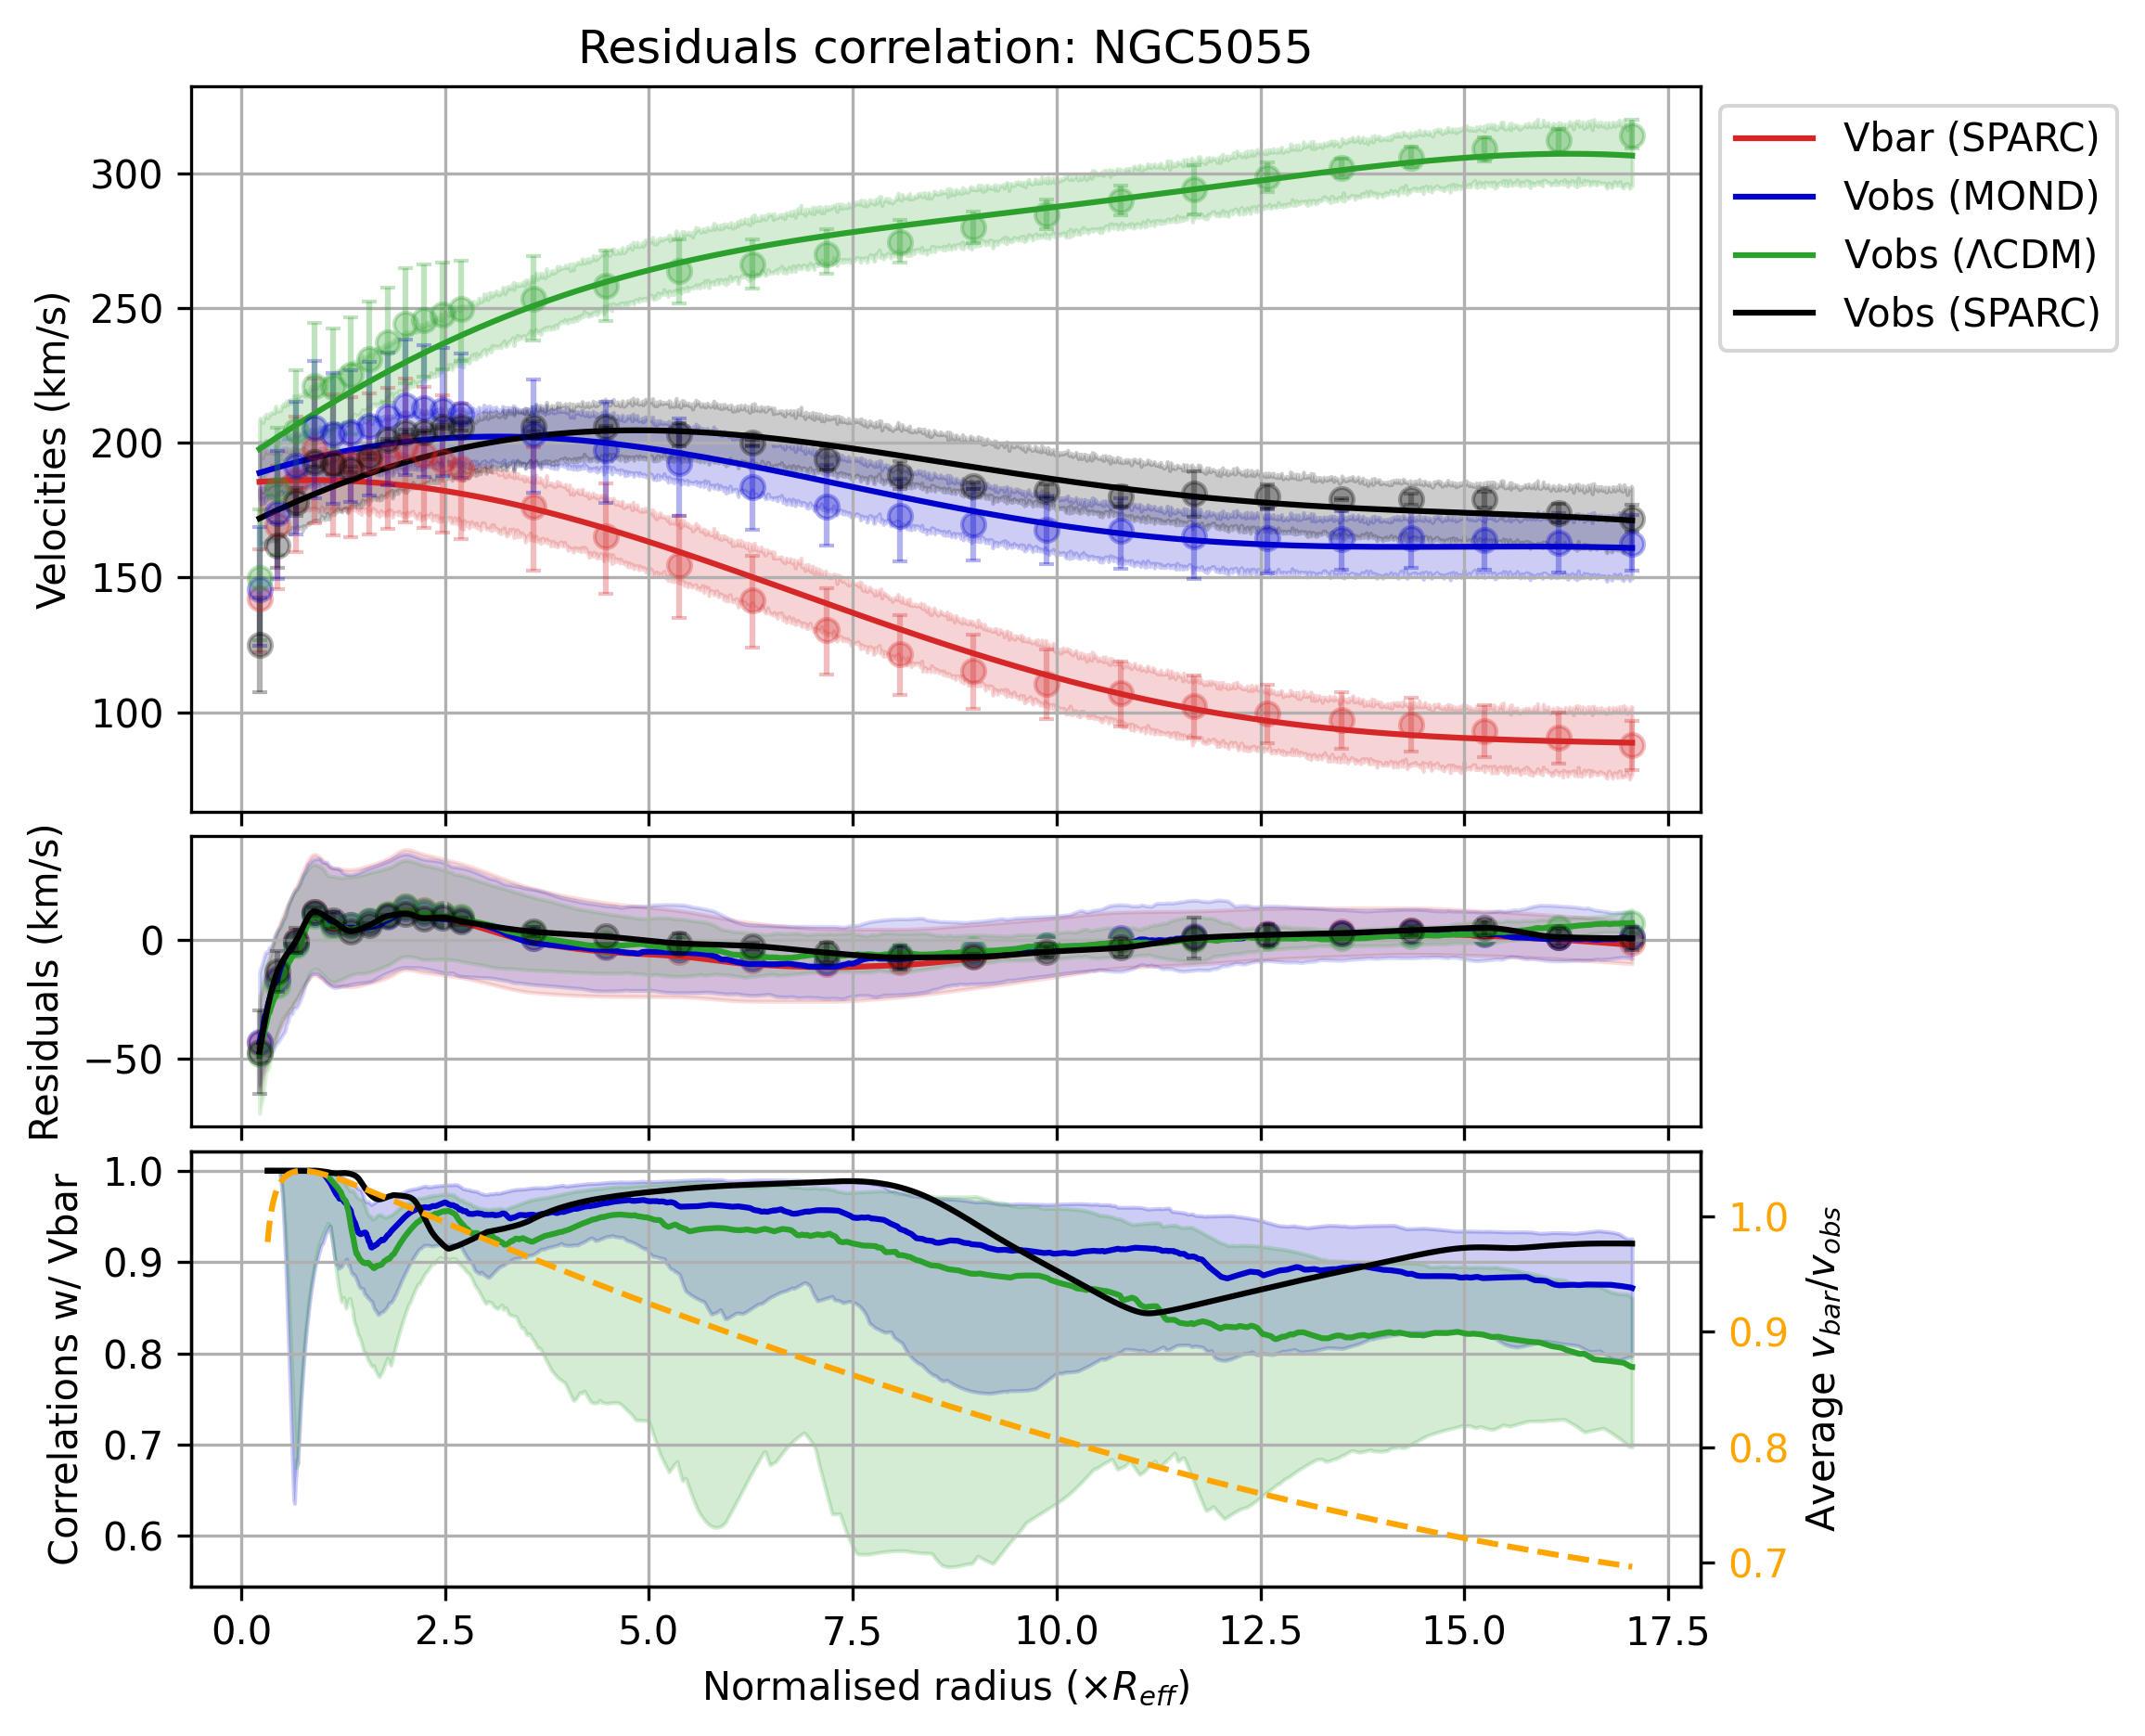 Residuals correlation: NGC5055
Vbar (SPARC)
Vobs (MOND)
Vobs (ΛCDM)
Vobs (SPARC)
Velocities (km/s)
300
250
200
150
100
Residuals (km/s)
0
−50
Correlations w/ Vbar
1.0
0.9
0.8
0.7
0.6
1.0
0.9
0.8
0.7
Average v_bar/v_obs
0.0 2.5 5.0 7.5 10.0 12.5 15.0 17.5
Normalised radius (×R_eff)